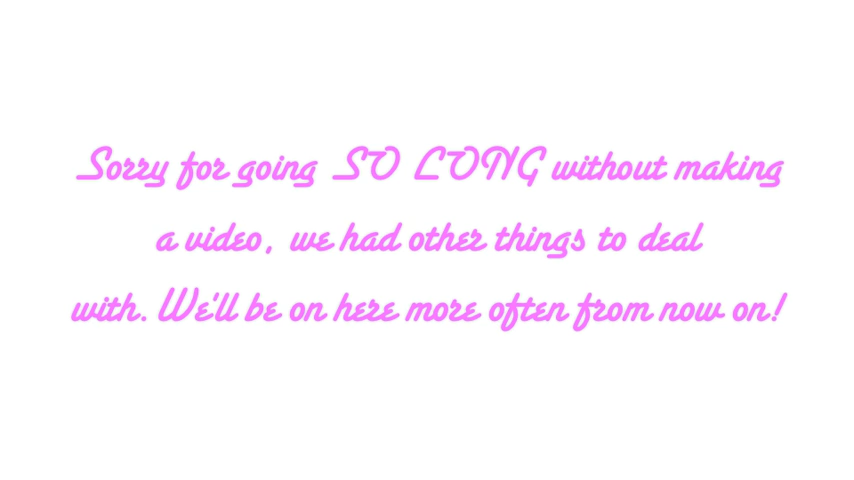 Sorry for going SO LONG without making
a video, we had other things to deal
with. We'll be on here more often from now on!